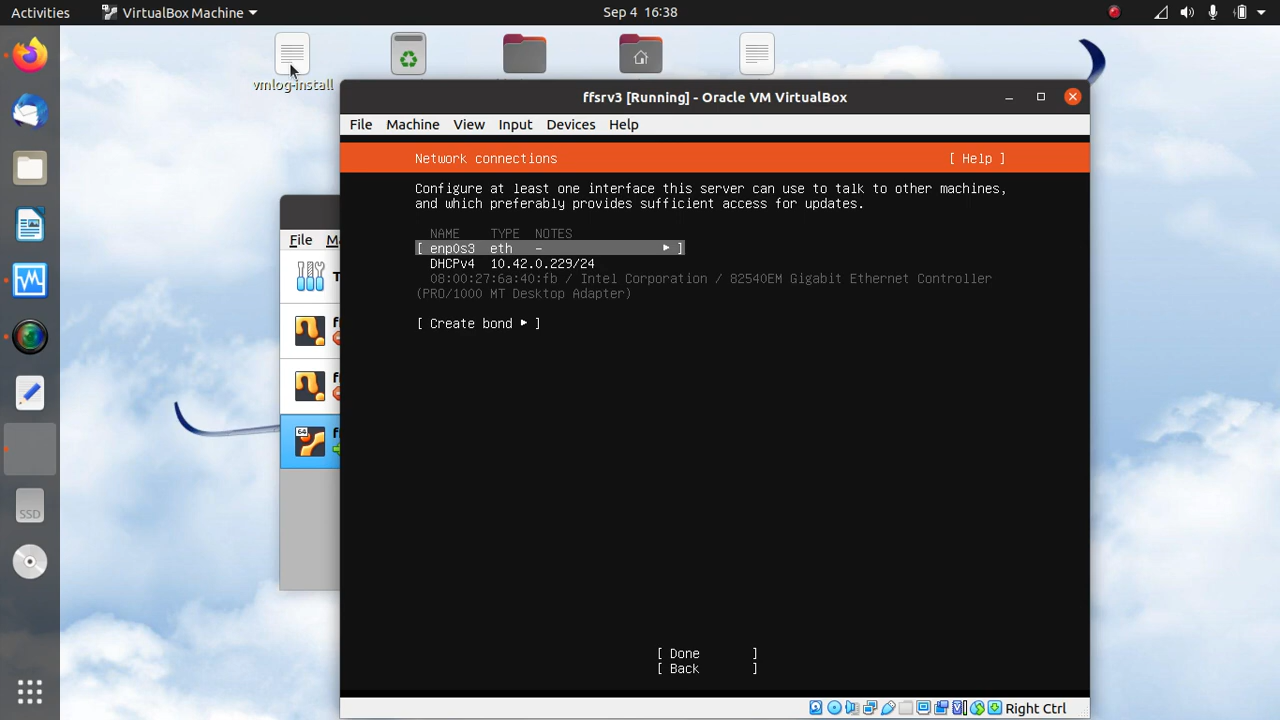 Activities
VirtualBox Machine
Sep 4 16:38
vmlog-install
ffsrv3 [Running] - Oracle VM VirtualBox
File Machine View Input Devices Help
Network connections [ Help ]
Configure at least one interface this server can use to talk to other machines,
and which preferably provides sufficient access for updates.
NAME TYPE NOTES
[ enp0s3 eth - ▸ ]
DHCPv4 10.42.0.229/24
08:00:27:6a:40:fb / Intel Corporation / 82540EM Gigabit Ethernet Controller
(PRO/1000 MT Desktop Adapter)
[ Create bond ▸ ]
[ Done ]
[ Back ]
Right Ctrl
File
64
SSD